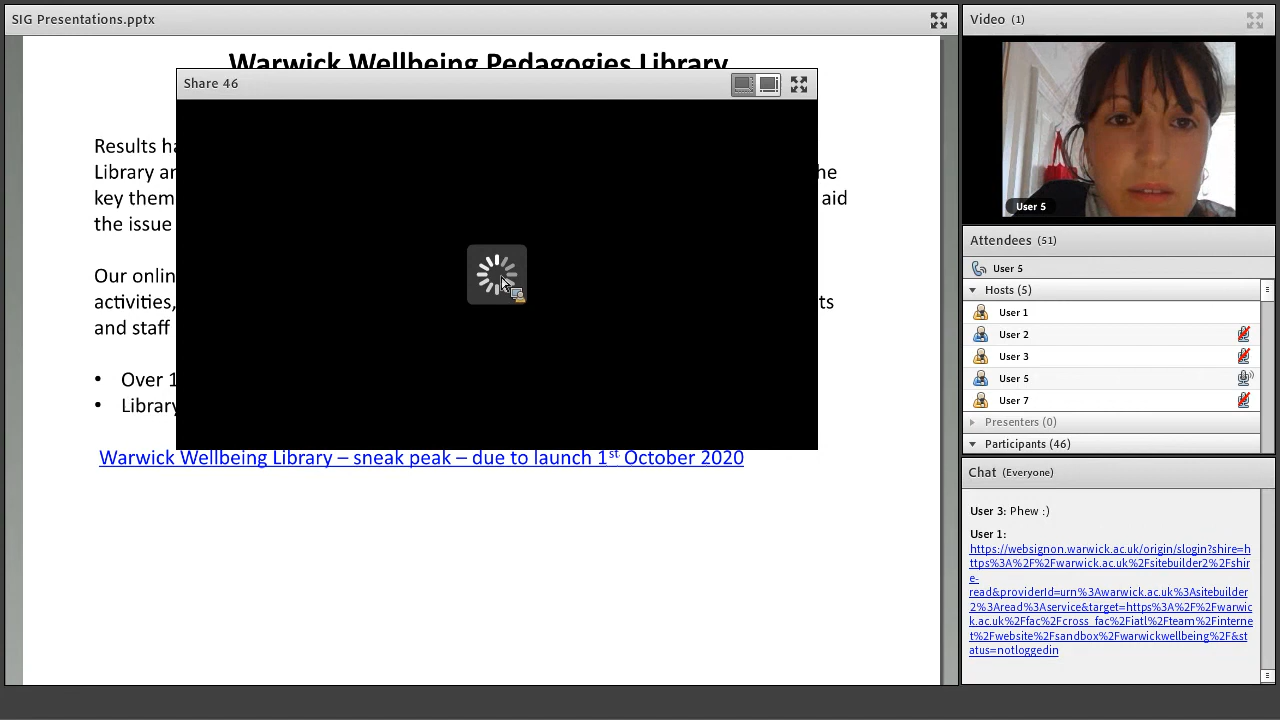 SIG Presentations.pptx
Warwick Wellbeing Pedagogies Library
Share 46
Results ha
Library an
he
key them
aid
the issue
Our onlin
activities,
ts
and staff
• Over 1
• Library
Warwick Wellbeing Library – sneak peak – due to launch 1st October 2020
Video (1)
User 5
Attendees (51)
User 5
Hosts (5)
User 1
User 2
User 3
User 5
User 7
Presenters (0)
Participants (46)
Chat (Everyone)
User 3: Phew :)
User 1:
https://websignon.warwick.ac.uk/origin/slogin?shire=h
ttps%3A%2F%2Fwarwick.ac.uk%2Fsitebuilder2%2Fshir
e-
read&providerId=urn%3Awarwick.ac.uk%3Asitebuilder
2%3Aread%3Aservice&target=https%3A%2F%2Fwarwic
k.ac.uk%2Ffac%2Fcross_fac%2Fiatl%2Fteam%2Finterne
t%2Fwebsite%2Fsandbox%2Fwarwickwellbeing%2F&st
atus=notloggedin